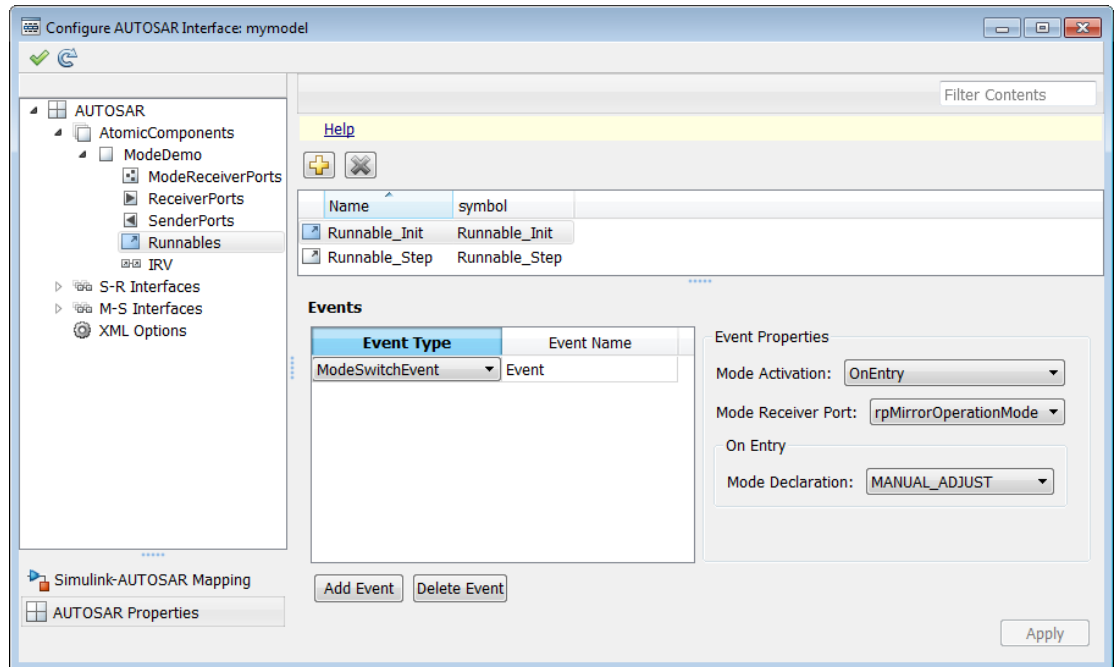 Configure AUTOSAR Interface: mymodel
Filter Contents
Help
AUTOSAR
AtomicComponents
ModeDemo
ModeReceiverPorts
ReceiverPorts
SenderPorts
Runnables
IRV
S-R Interfaces
M-S Interfaces
XML Options
Name symbol
Runnable_Init Runnable_Init
Runnable_Step Runnable_Step
Events
Event Type Event Name
ModeSwitchEvent Event
Event Properties
Mode Activation: OnEntry
Mode Receiver Port: rpMirrorOperationMode
On Entry
Mode Declaration: MANUAL_ADJUST
Add Event Delete Event
Simulink-AUTOSAR Mapping
AUTOSAR Properties
Apply